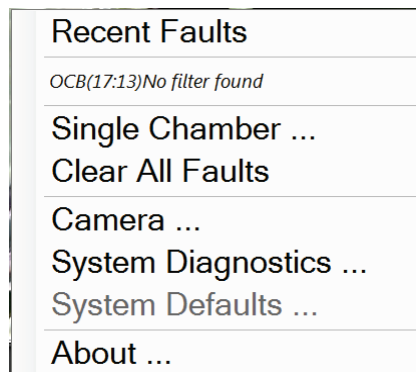 Recent Faults
OCB(17:13)No filter found
Single Chamber ...
Clear All Faults
Camera ...
System Diagnostics ...
System Defaults ...
About ...